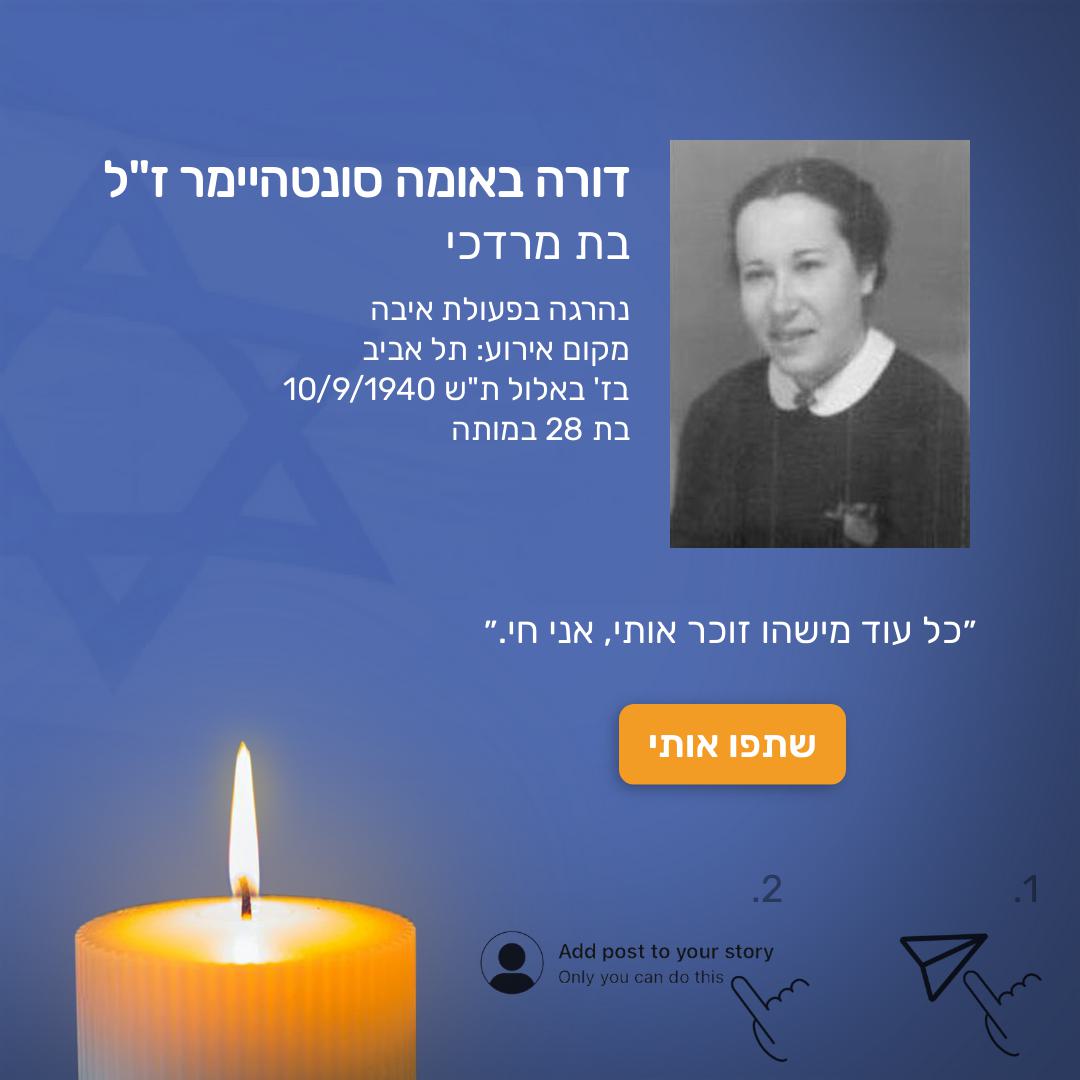 דורה באומה סונטהיימר ז"ל
בת מרדכי
נהרגה בפעולת איבה
מקום אירוע: תל אביב
בז' באלול ת"ש 10/9/1940
בת 28 במותה
״כל עוד מישהו זוכר אותי, אני חי.״
שתפו אותי
1.
2.
Add post to your story
Only you can do this